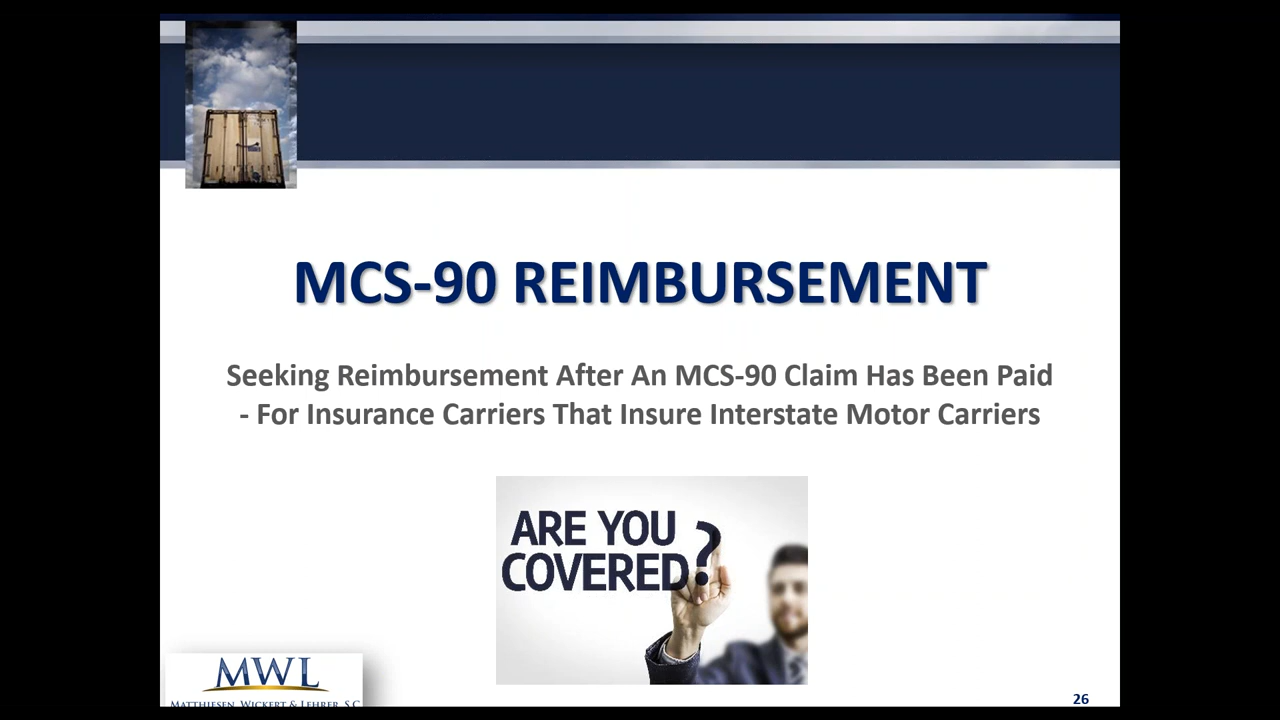 MCS-90 REIMBURSEMENT
Seeking Reimbursement After An MCS-90 Claim Has Been Paid
- For Insurance Carriers That Insure Interstate Motor Carriers
ARE YOU
COVERED?
MWL
MATTHIESEN, WICKERT & LEHRER, S.C
26